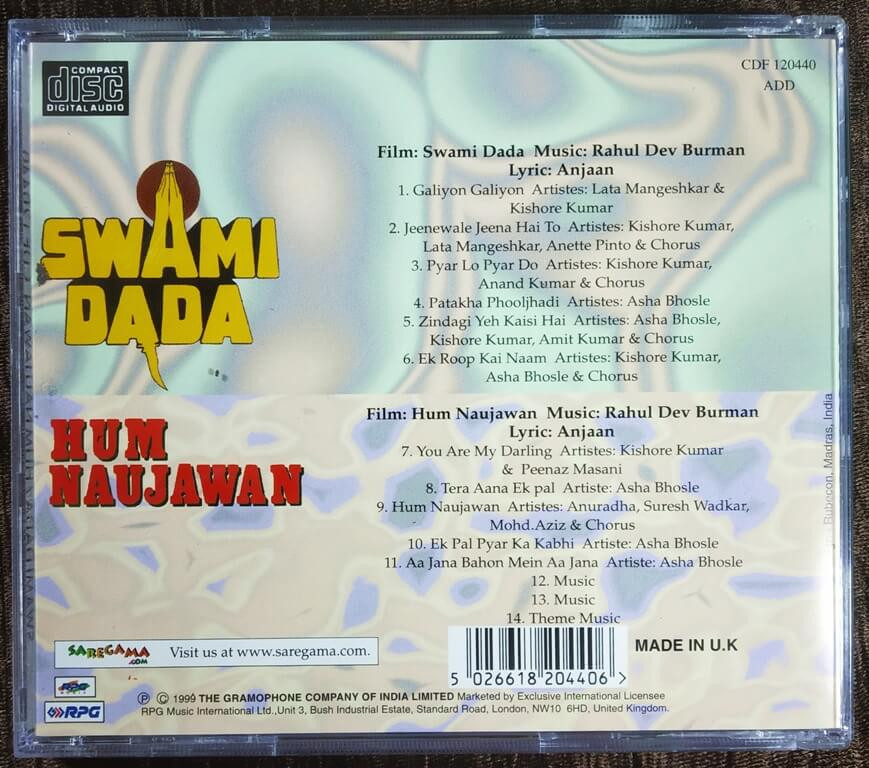 COMPACT
disc
DIGITAL AUDIO
CDF 120440
ADD
SWAMI
DADA
Film: Swami Dada Music: Rahul Dev Burman
Lyric: Anjaan
1. Galiyon Galiyon Artistes: Lata Mangeshkar &
Kishore Kumar
2. Jeenewale Jeena Hai To Artistes: Kishore Kumar,
Lata Mangeshkar, Anette Pinto & Chorus
3. Pyar Lo Pyar Do Artistes: Kishore Kumar,
Anand Kumar & Chorus
4. Patakha Phooljhadi Artistes: Asha Bhosle
5. Zindagi Yeh Kaisi Hai Artistes: Asha Bhosle,
Kishore Kumar, Amit Kumar & Chorus
6. Ek Roop Kai Naam Artistes: Kishore Kumar,
Asha Bhosle & Chorus
HUM
NAUJAWAN
Film: Hum Naujawan Music: Rahul Dev Burman
Lyric: Anjaan
7. You Are My Darling Artistes: Kishore Kumar
& Peenaz Masani
8. Tera Aana Ek pal Artiste: Asha Bhosle
9. Hum Naujawan Artistes: Anuradha, Suresh Wadkar,
Mohd.Aziz & Chorus
10. Ek Pal Pyar Ka Kabhi Artiste: Asha Bhosle
11. Aa Jana Bahon Mein Aa Jana Artiste: Asha Bhosle
12. Music
13. Music
14. Theme Music
Rubecon, Madras, India
SAREGAMA
.COM
Visit us at www.saregama.com.
5 026618 204406 >
MADE IN U.K
RPG
MUSIC
RPG
℗ © 1999 THE GRAMOPHONE COMPANY OF INDIA LIMITED Marketed by Exclusive International Licensee
RPG Music International Ltd.,Unit 3, Bush Industrial Estate, Standard Road, London, NW10 6HD, United Kingdom.